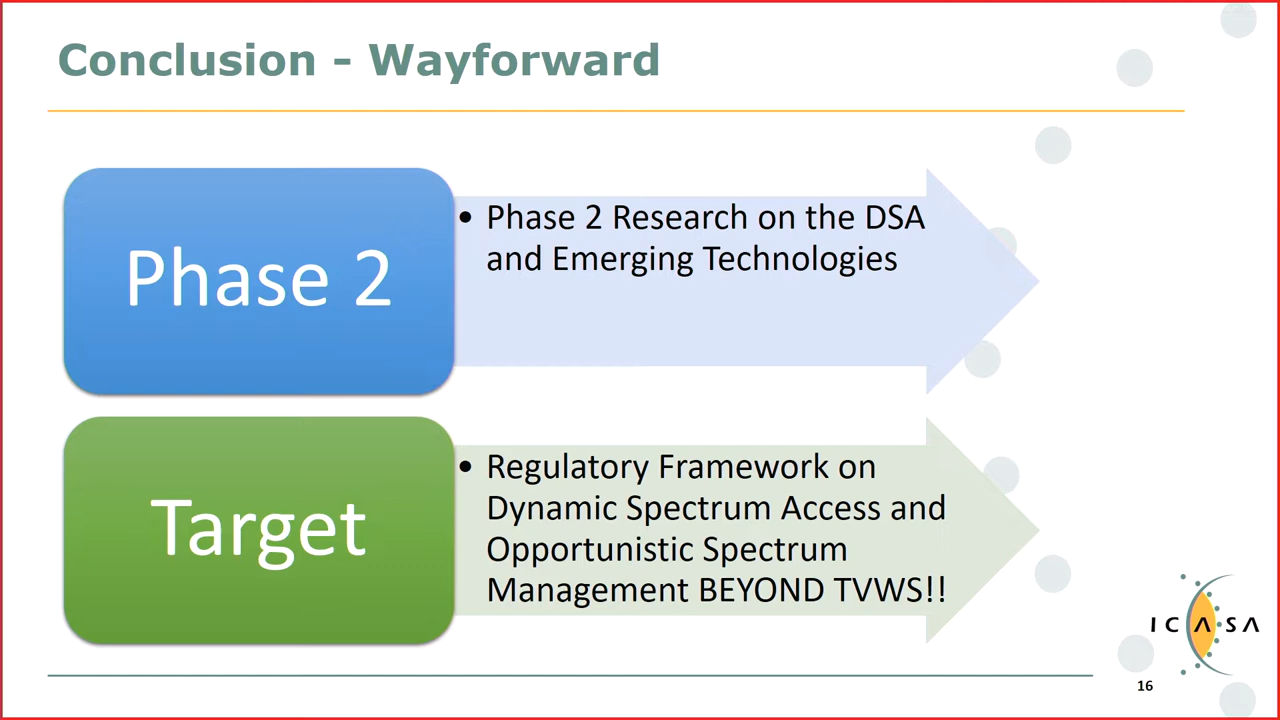 Conclusion - Wayforward
Phase 2
• Phase 2 Research on the DSA
and Emerging Technologies
Target
• Regulatory Framework on
Dynamic Spectrum Access and
Opportunistic Spectrum
Management BEYOND TVWS!!
ICASA
16